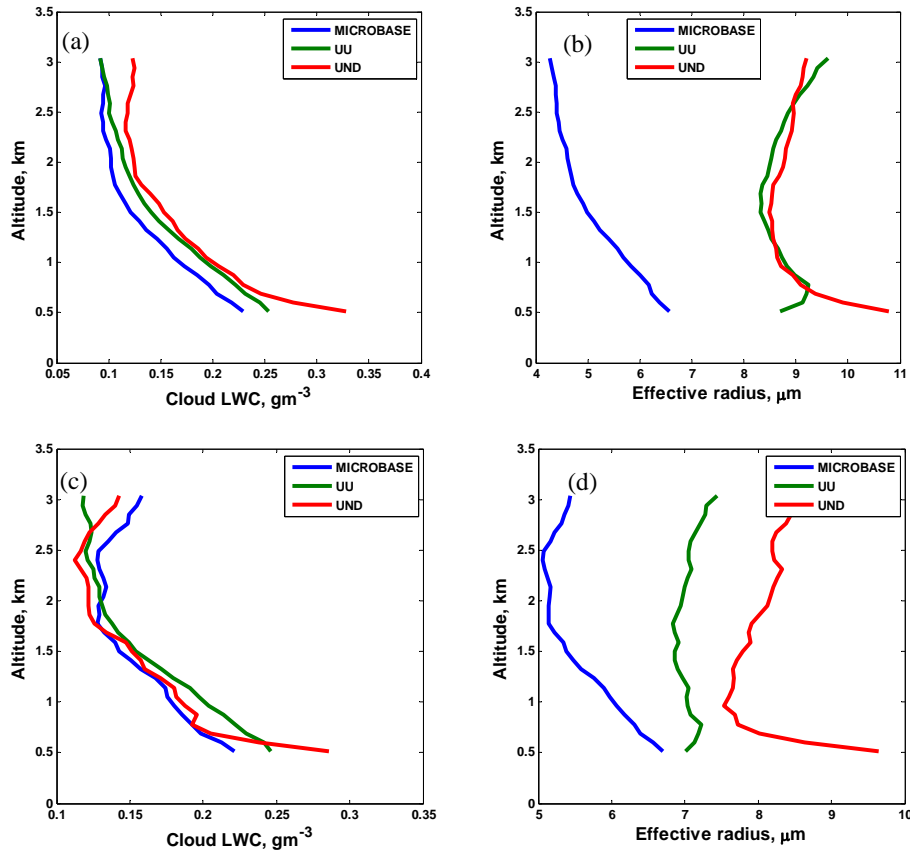 (a)
MICROBASE
UU
UND
3.5
3
2.5
2
1.5
1
0.5
0
Altitude, km
0.05 0.1 0.15 0.2 0.25 0.3 0.35 0.4
Cloud LWC, gm-3
(b)
MICROBASE
UU
UND
3.5
3
2.5
2
1.5
1
0.5
0
Altitude, km
4 5 6 7 8 9 10 11
Effective radius, μm
(c)
MICROBASE
UU
UND
3.5
3
2.5
2
1.5
1
0.5
0
Altitude, km
0.1 0.15 0.2 0.25 0.3 0.35
Cloud LWC, gm-3
(d)
MICROBASE
UU
UND
3.5
3
2.5
2
1.5
1
0.5
0
Altitude, km
5 6 7 8 9 10
Effective radius, μm